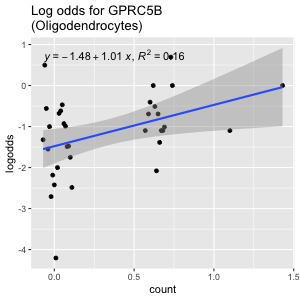 Log odds for GPRC5B
(Oligodendrocytes)
y = −1.48 + 1.01 x, R² = 0.16
1
0
-1
-2
-3
-4
logodds
0.0 0.5 1.0 1.5
count